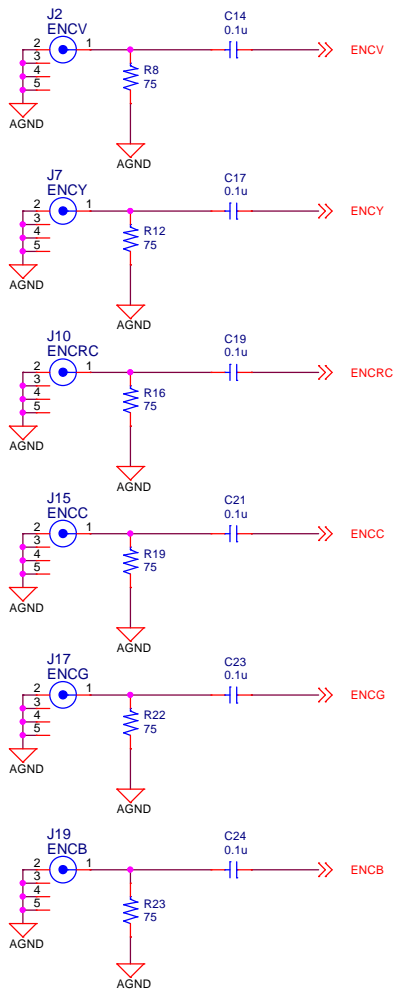 J2
ENCV
C14
0.1u
2
1
ENCV
3
4
5
R8
75
AGND
AGND
J7
ENCY
C17
0.1u
2
1
ENCY
3
4
5
R12
75
AGND
AGND
J10
ENCRC
C19
0.1u
2
1
ENCRC
3
4
5
R16
75
AGND
AGND
J15
ENCC
C21
0.1u
2
1
ENCC
3
4
5
R19
75
AGND
AGND
J17
ENCG
C23
0.1u
2
1
ENCG
3
4
5
R22
75
AGND
AGND
J19
ENCB
C24
0.1u
2
1
ENCB
3
4
5
R23
75
AGND
AGND